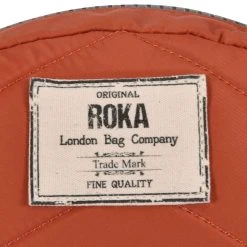 ORIGINAL
ROKA
London Bag Company
Trade Mark
FINE QUALITY